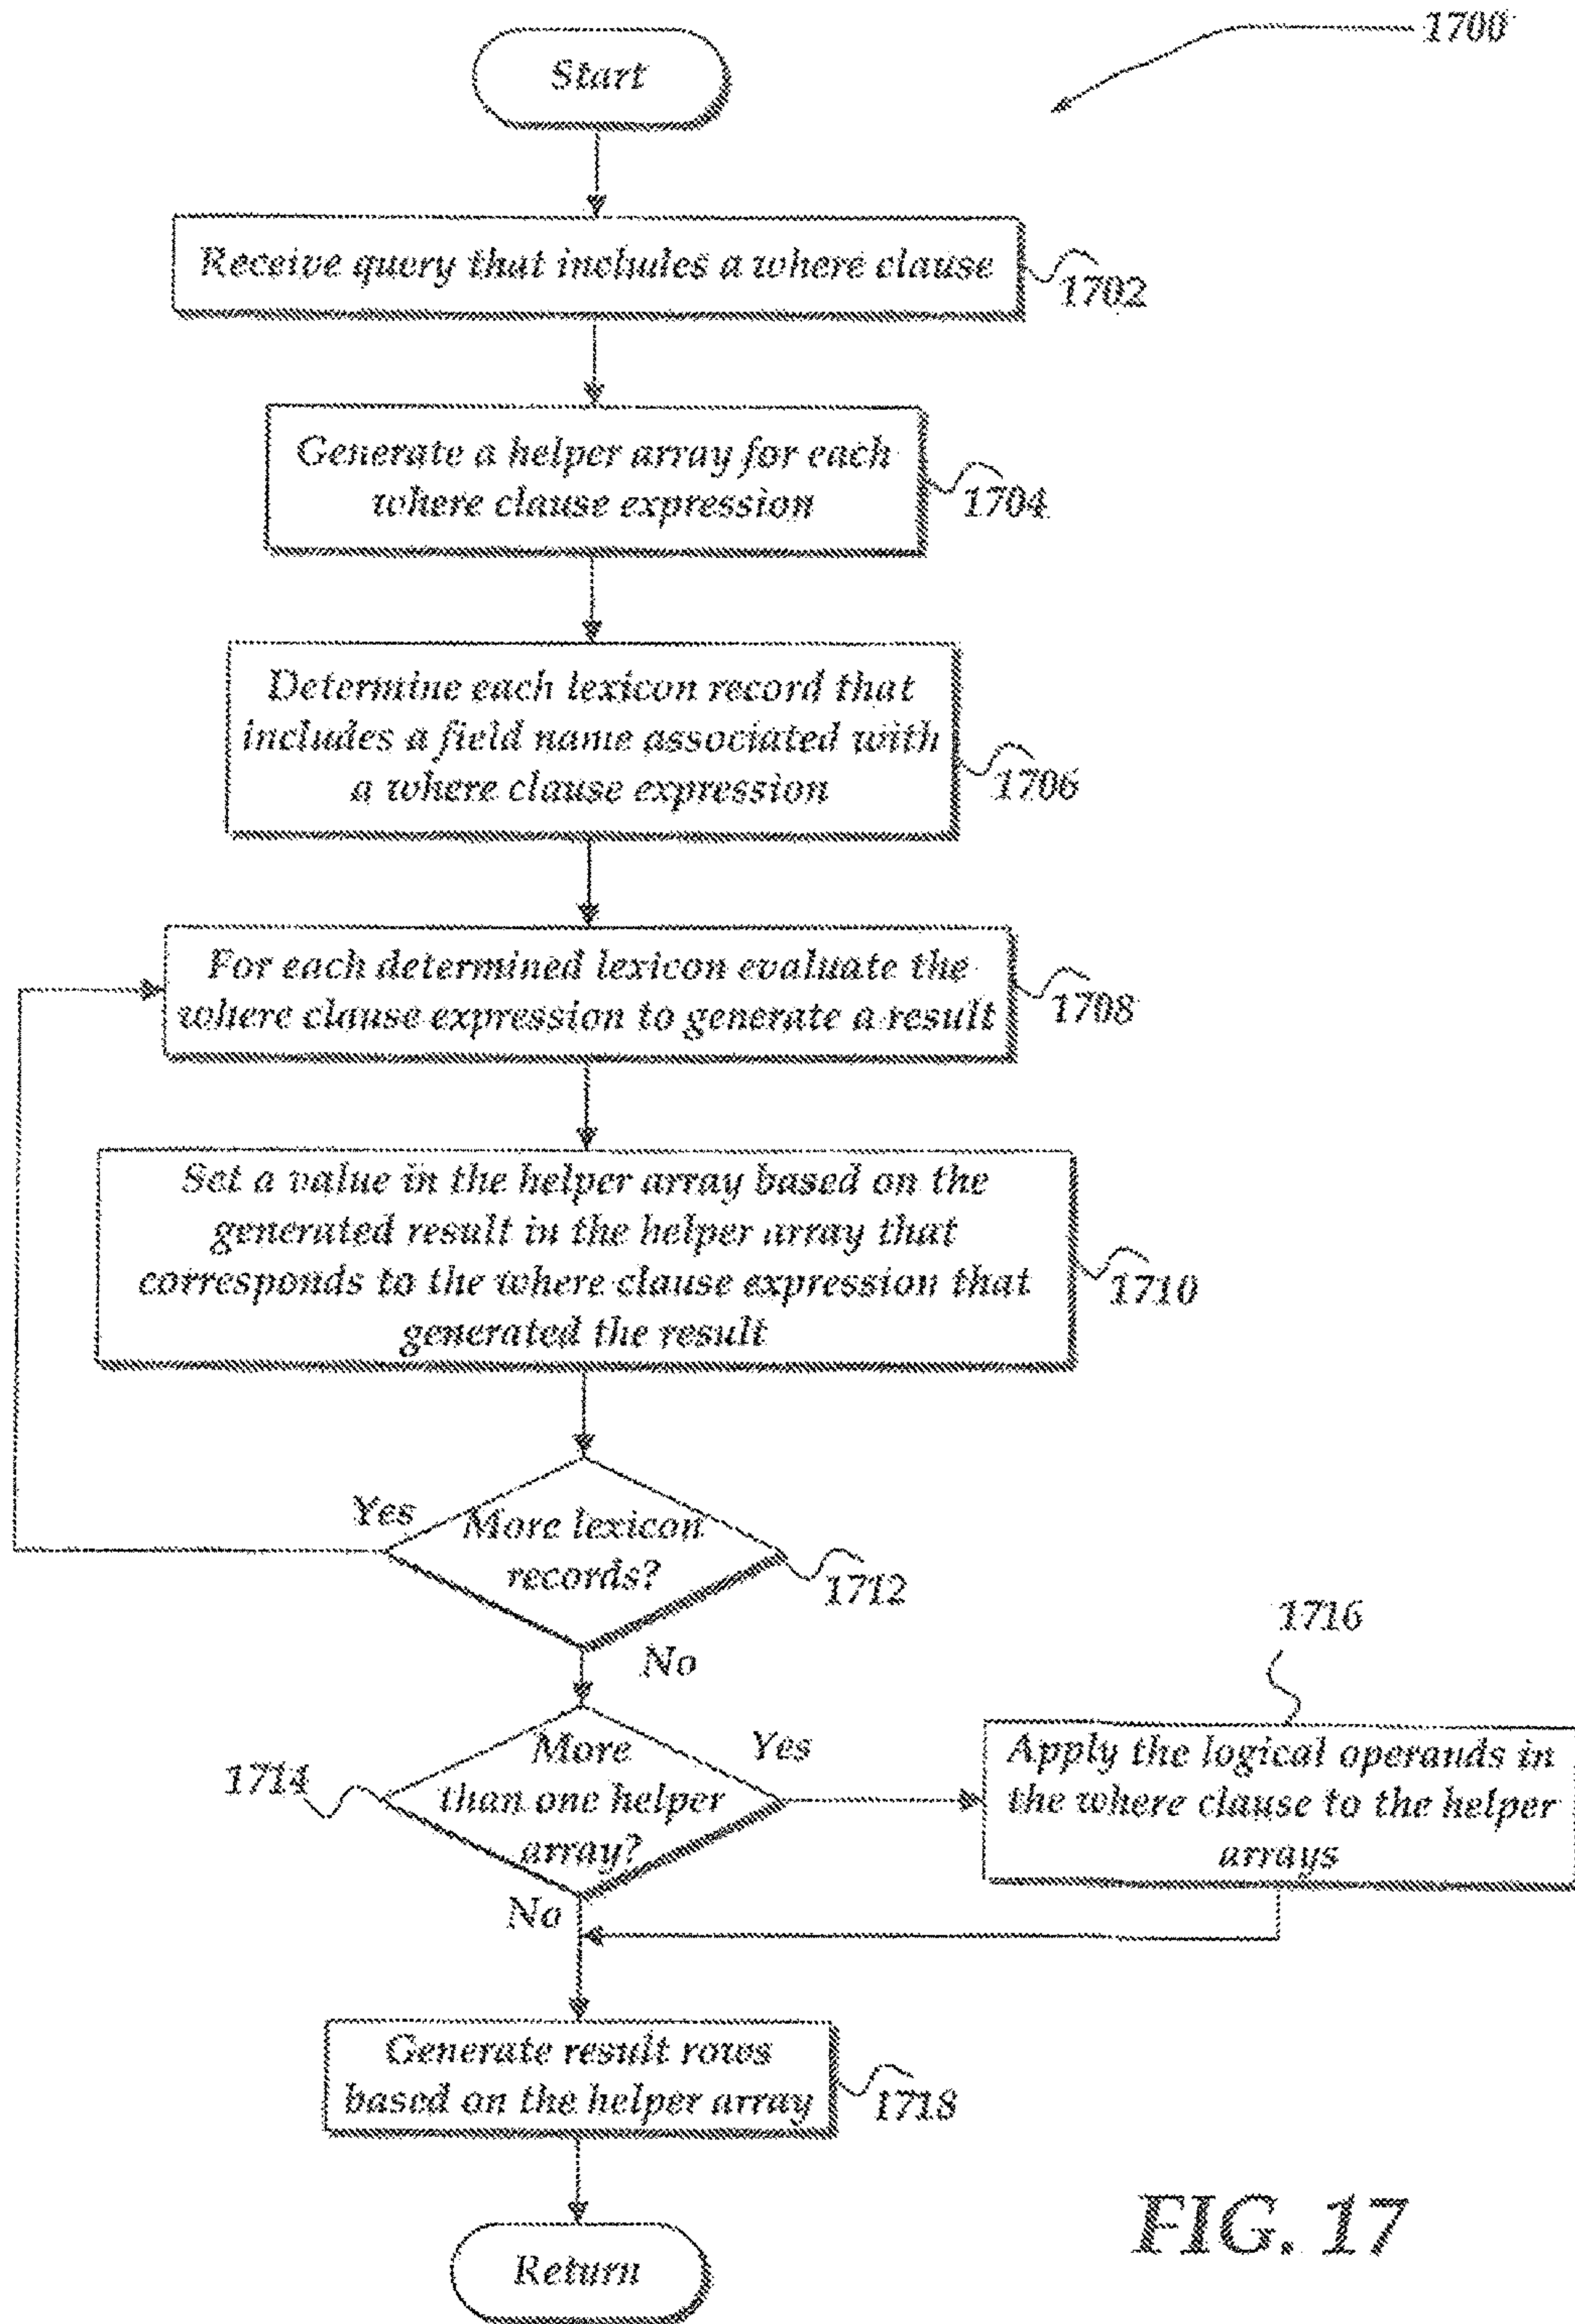 1700
Start
Receive query that includes a where clause
1702
Generate a helper array for each
where clause expression
1704
Determine each lexicon record that
includes a field name associated with
a where clause expression
1706
For each determined lexicon evaluate the
where clause expression to generate a result
1708
Set a value in the helper array based on the
generated result in the helper array that
corresponds to the where clause expression that
generated the result
1710
Yes
More lexicon
records?
1712
No
1716
1714
More
than one helper
array?
Yes
Apply the logical operands in
the where clause to the helper
arrays
No
Generate result rows
based on the helper array
1718
Return
FIG. 17